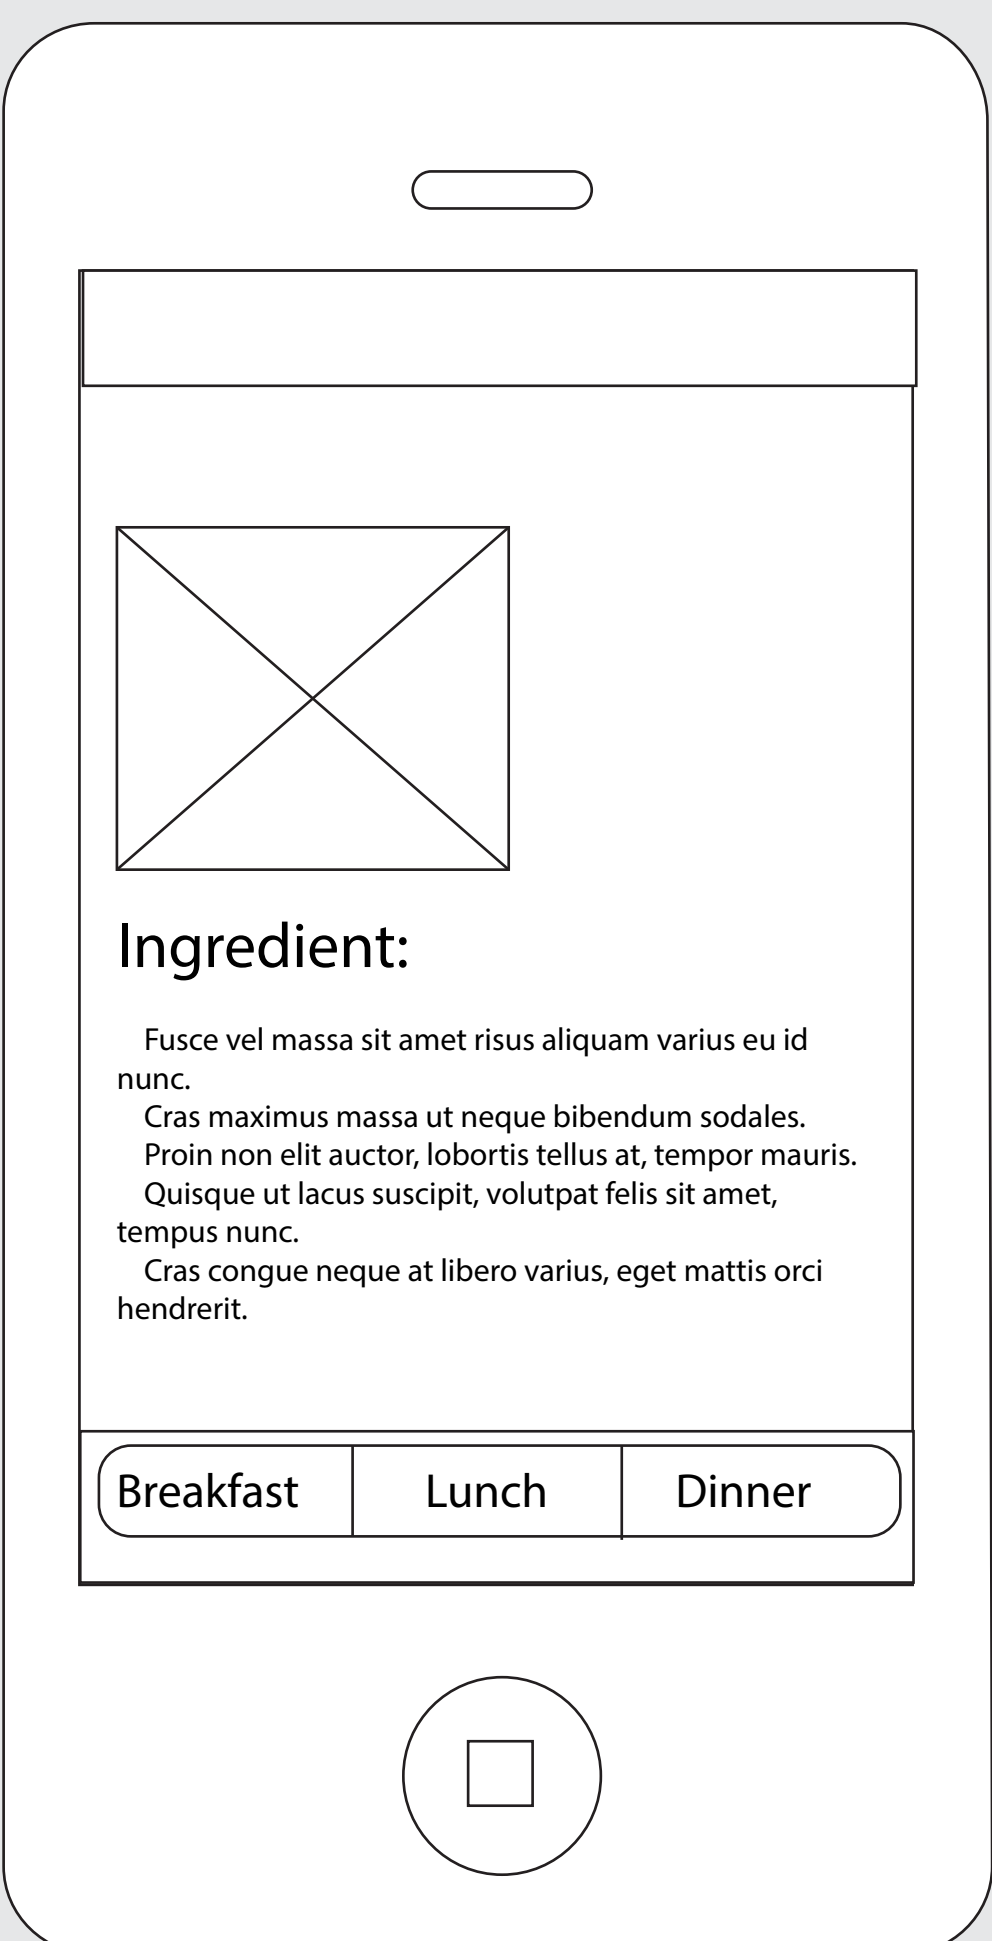 Ingredient:
Fusce vel massa sit amet risus aliquam varius eu id
nunc.
Cras maximus massa ut neque bibendum sodales.
Proin non elit auctor, lobortis tellus at, tempor mauris.
Quisque ut lacus suscipit, volutpat felis sit amet,
tempus nunc.
Cras congue neque at libero varius, eget mattis orci
hendrerit.
Breakfast Lunch Dinner